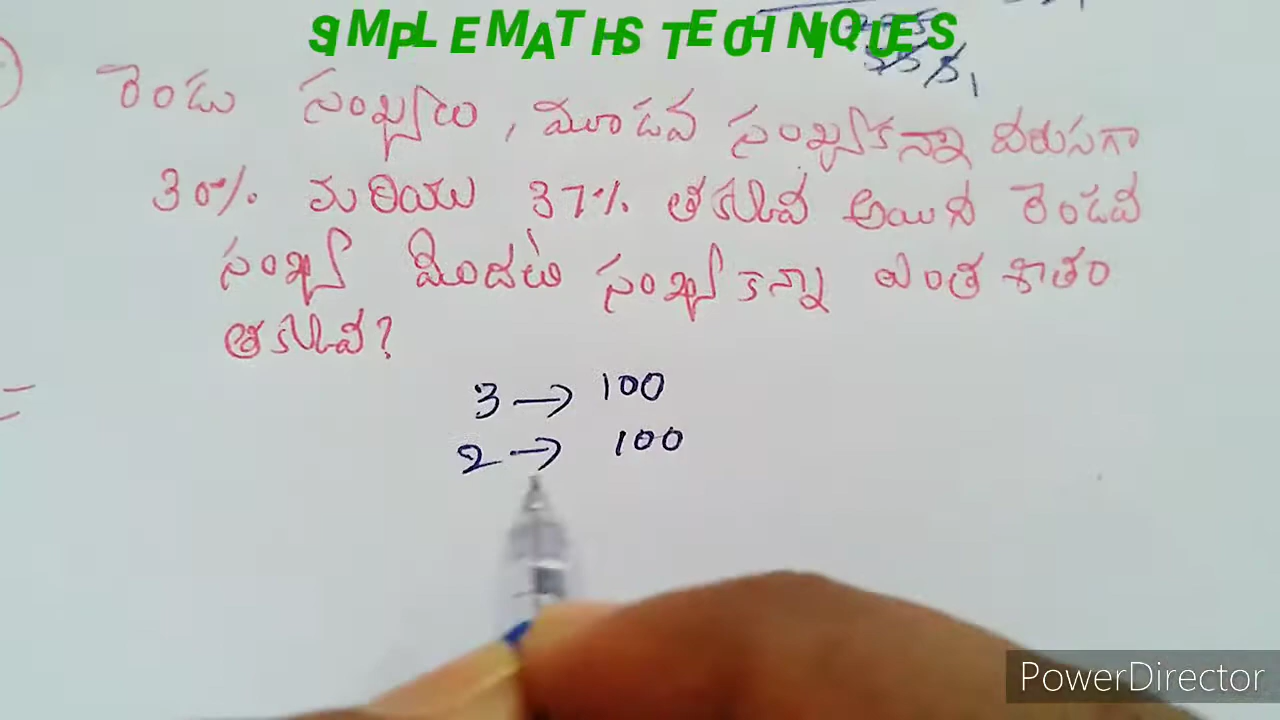 SIMPLE MATHS TECHNIQUES
రెండు సంఖ్యలు, మూడవ సంఖ్యకన్నా వరుసగా
30% మరియు 37% తక్కువ అయిన రెండవ
సంఖ్య మొదటి సంఖ్యకన్నా ఎంత శాతం
తక్కువ?
=
3 → 100
2 → 100
PowerDirector